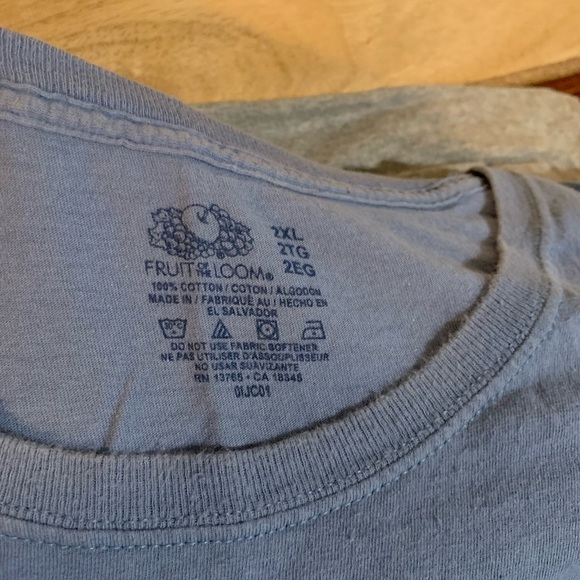 2XL
2TG
2EG
FRUIT OF THE LOOM®
100% COTTON / COTON / ALGODON
MADE IN / FABRIQUÉ AU / HECHO EN
EL SALVADOR
30°C
DO NOT USE FABRIC SOFTENER
NE PAS UTILISER D'ASSOUPLISSEUR
NO USAR SUAVIZANTE
RN 13765 • CA 18345